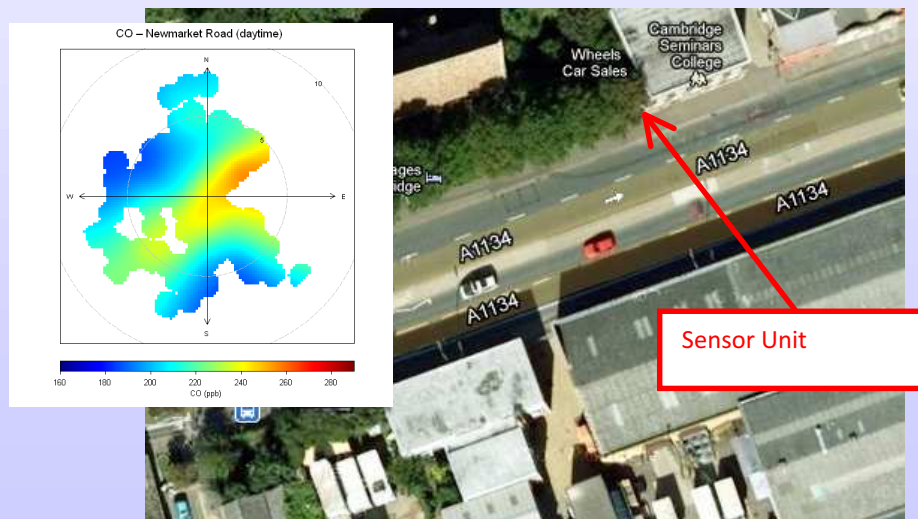 CO – Newmarket Road (daytime)
N
10
5
W
E
S
160
180
200
220
240
260
280
CO (ppb)
Wheels
Car Sales
Cambridge
Seminars
College
A1134
A1134
A1134
A1134
Sensor Unit